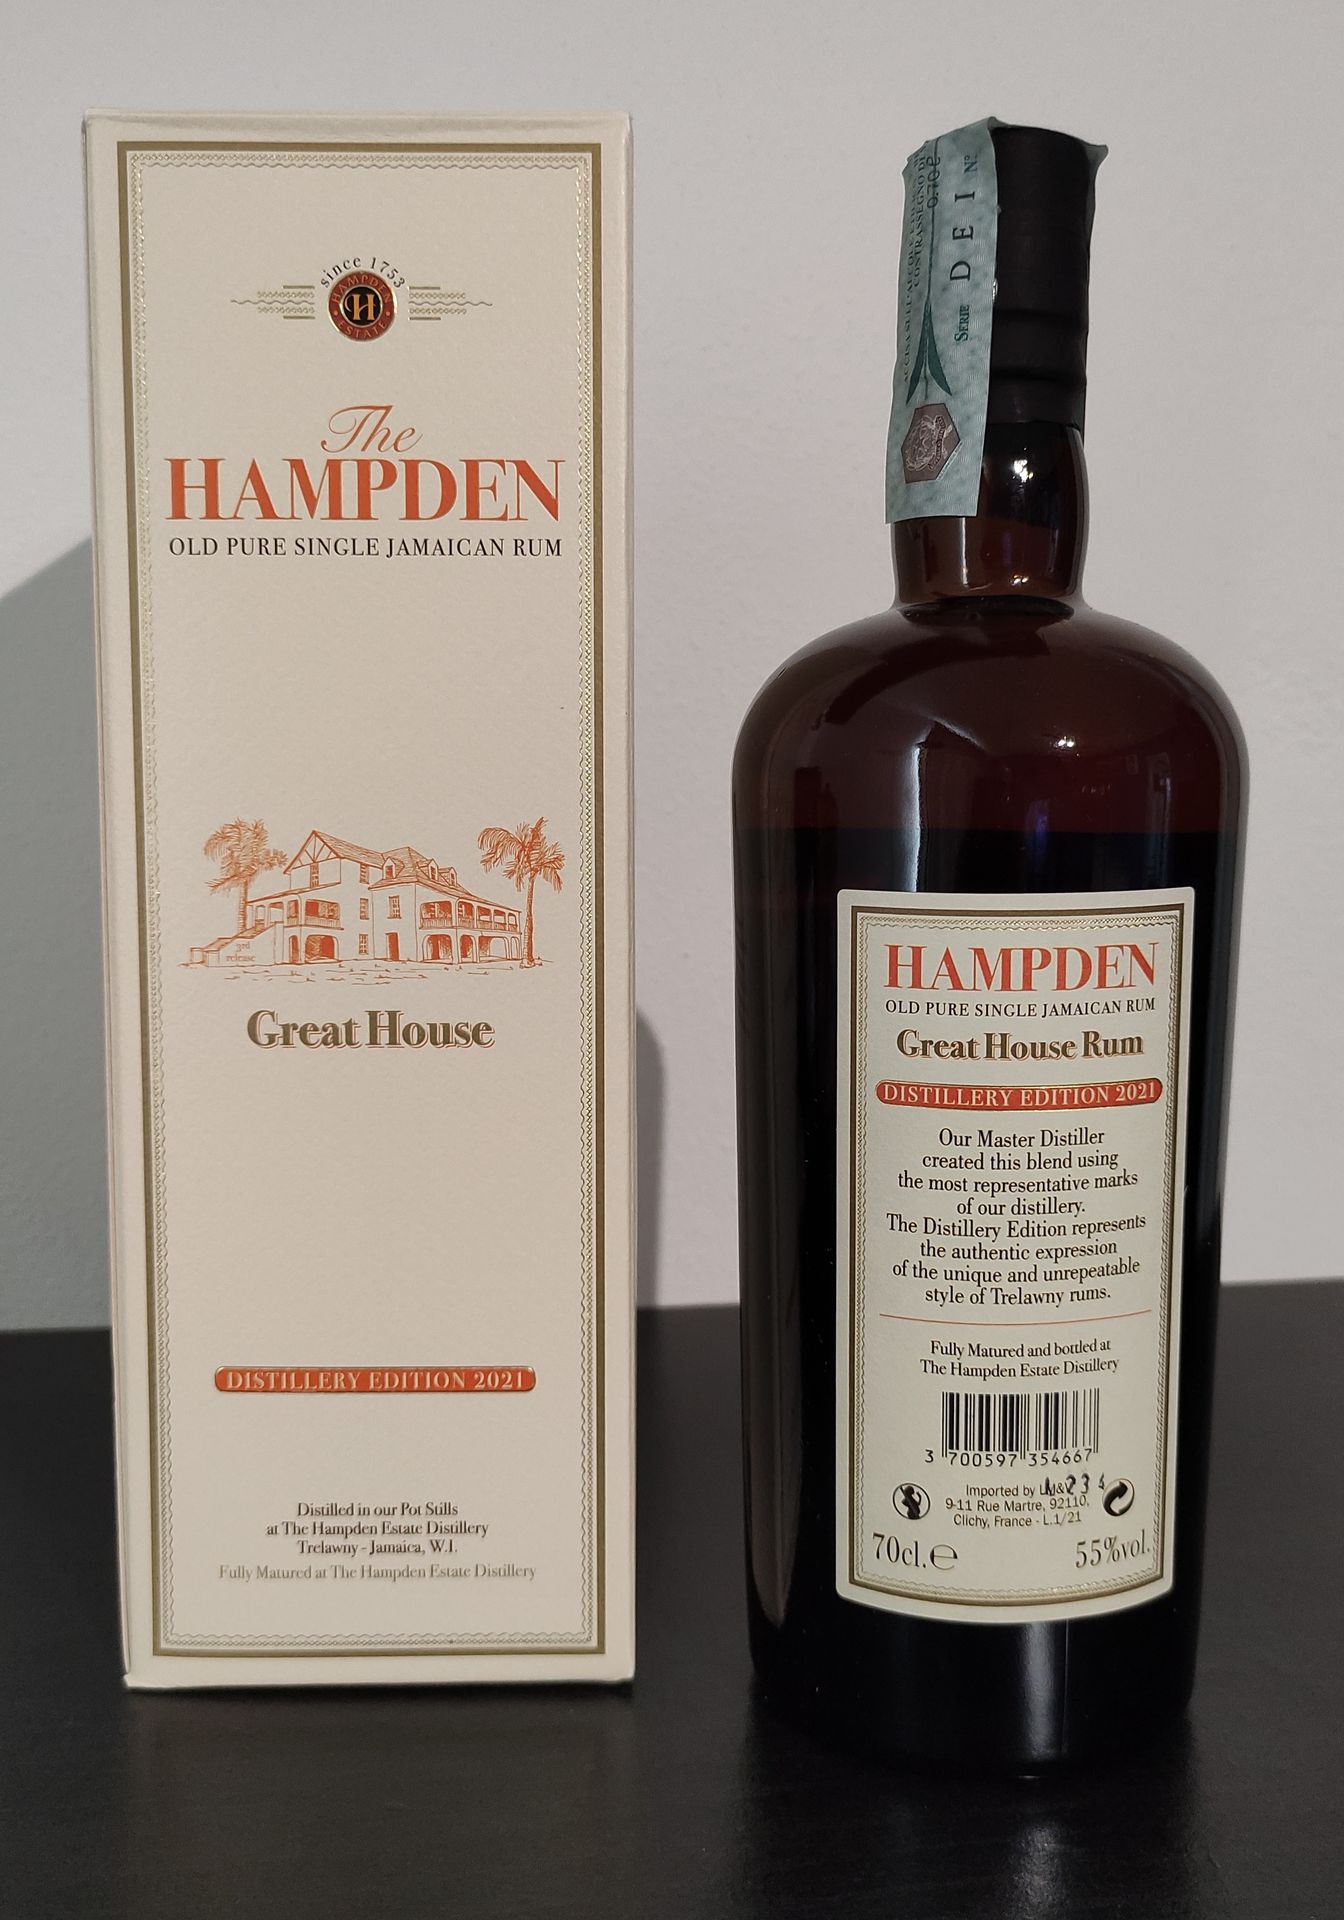 since 1753
HAMPDEN
H
ESTATE
The
HAMPDEN
OLD PURE SINGLE JAMAICAN RUM
3rd
release
Great House
DISTILLERY EDITION 2021
Distilled in our Pot Stills
at The Hampden Estate Distillery
Trelawny - Jamaica, W.I.
Fully Matured at The Hampden Estate Distillery
CONTRASSEGNO DI
0.70 
SERIE DEI N°
HAMPDEN
OLD PURE SINGLE JAMAICAN RUM
Great House Rum
DISTILLERY EDITION 2021
Our Master Distiller
created this blend using
the most representative marks
of our distillery.
The Distillery Edition represents
the authentic expression
of the unique and unrepeatable
style of Trelawny rums.
Fully Matured and bottled at
The Hampden Estate Distillery
3 700597 354667
Imported by LM&V
9-11 Rue Martre, 92110,
Clichy, France - L.1/21
70cl.℮
55%vol.